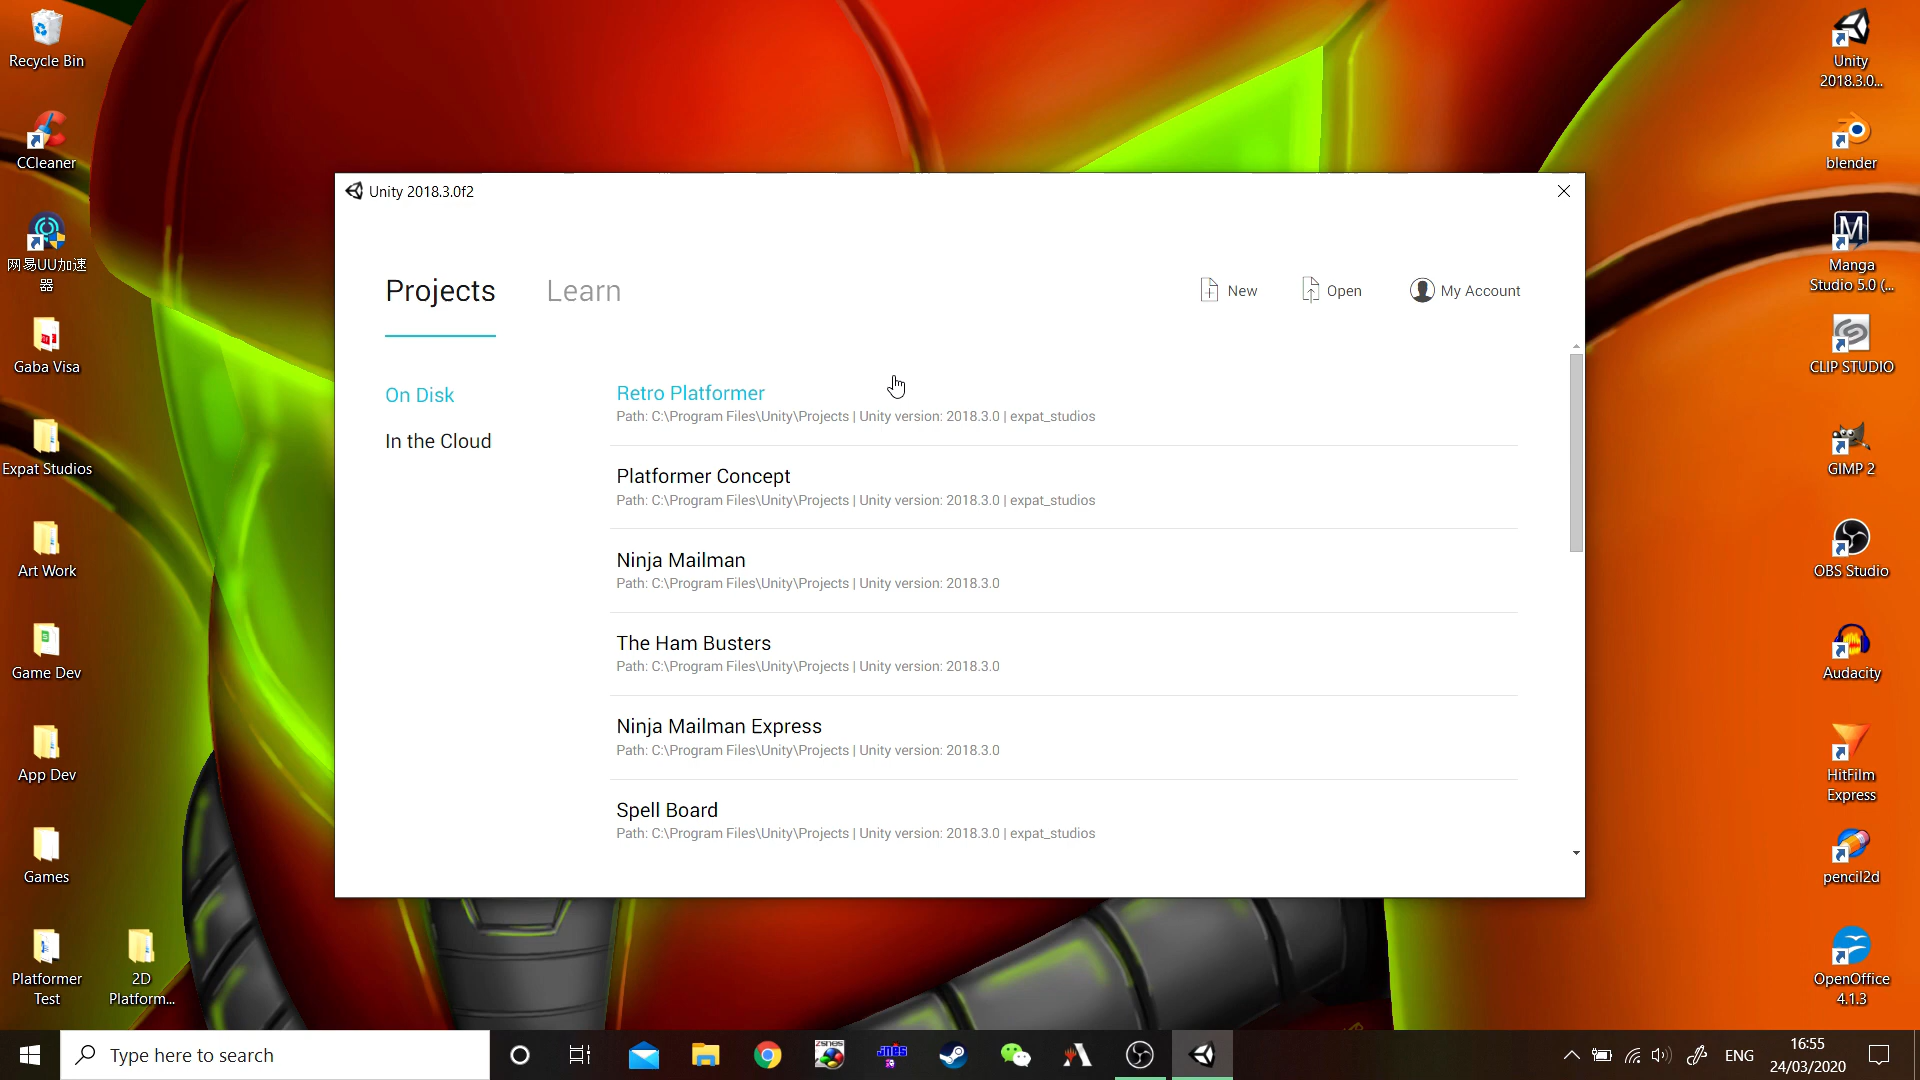 Recycle Bin
CCleaner
网易UU加速
器
Gaba Visa
Expat Studios
Art Work
Game Dev
App Dev
Games
Platformer
Test
2D
Platform...
Unity 2018.3.0f2
Projects
Learn
New
Open
My Account
On Disk
In the Cloud
Retro Platformer
Path: C:\Program Files\Unity\Projects | Unity version: 2018.3.0 | expat_studios
Platformer Concept
Path: C:\Program Files\Unity\Projects | Unity version: 2018.3.0 | expat_studios
Ninja Mailman
Path: C:\Program Files\Unity\Projects | Unity version: 2018.3.0
The Ham Busters
Path: C:\Program Files\Unity\Projects | Unity version: 2018.3.0
Ninja Mailman Express
Path: C:\Program Files\Unity\Projects | Unity version: 2018.3.0
Spell Board
Path: C:\Program Files\Unity\Projects | Unity version: 2018.3.0 | expat_studios
Unity
2018.3.0...
blender
M
Manga
Studio 5.0 (...
CLIP STUDIO
GIMP 2
OBS Studio
Audacity
HitFilm
Express
pencil2d
OpenOffice
4.1.3
Type here to search
ZSNES
jnes
ENG
16:55
24/03/2020